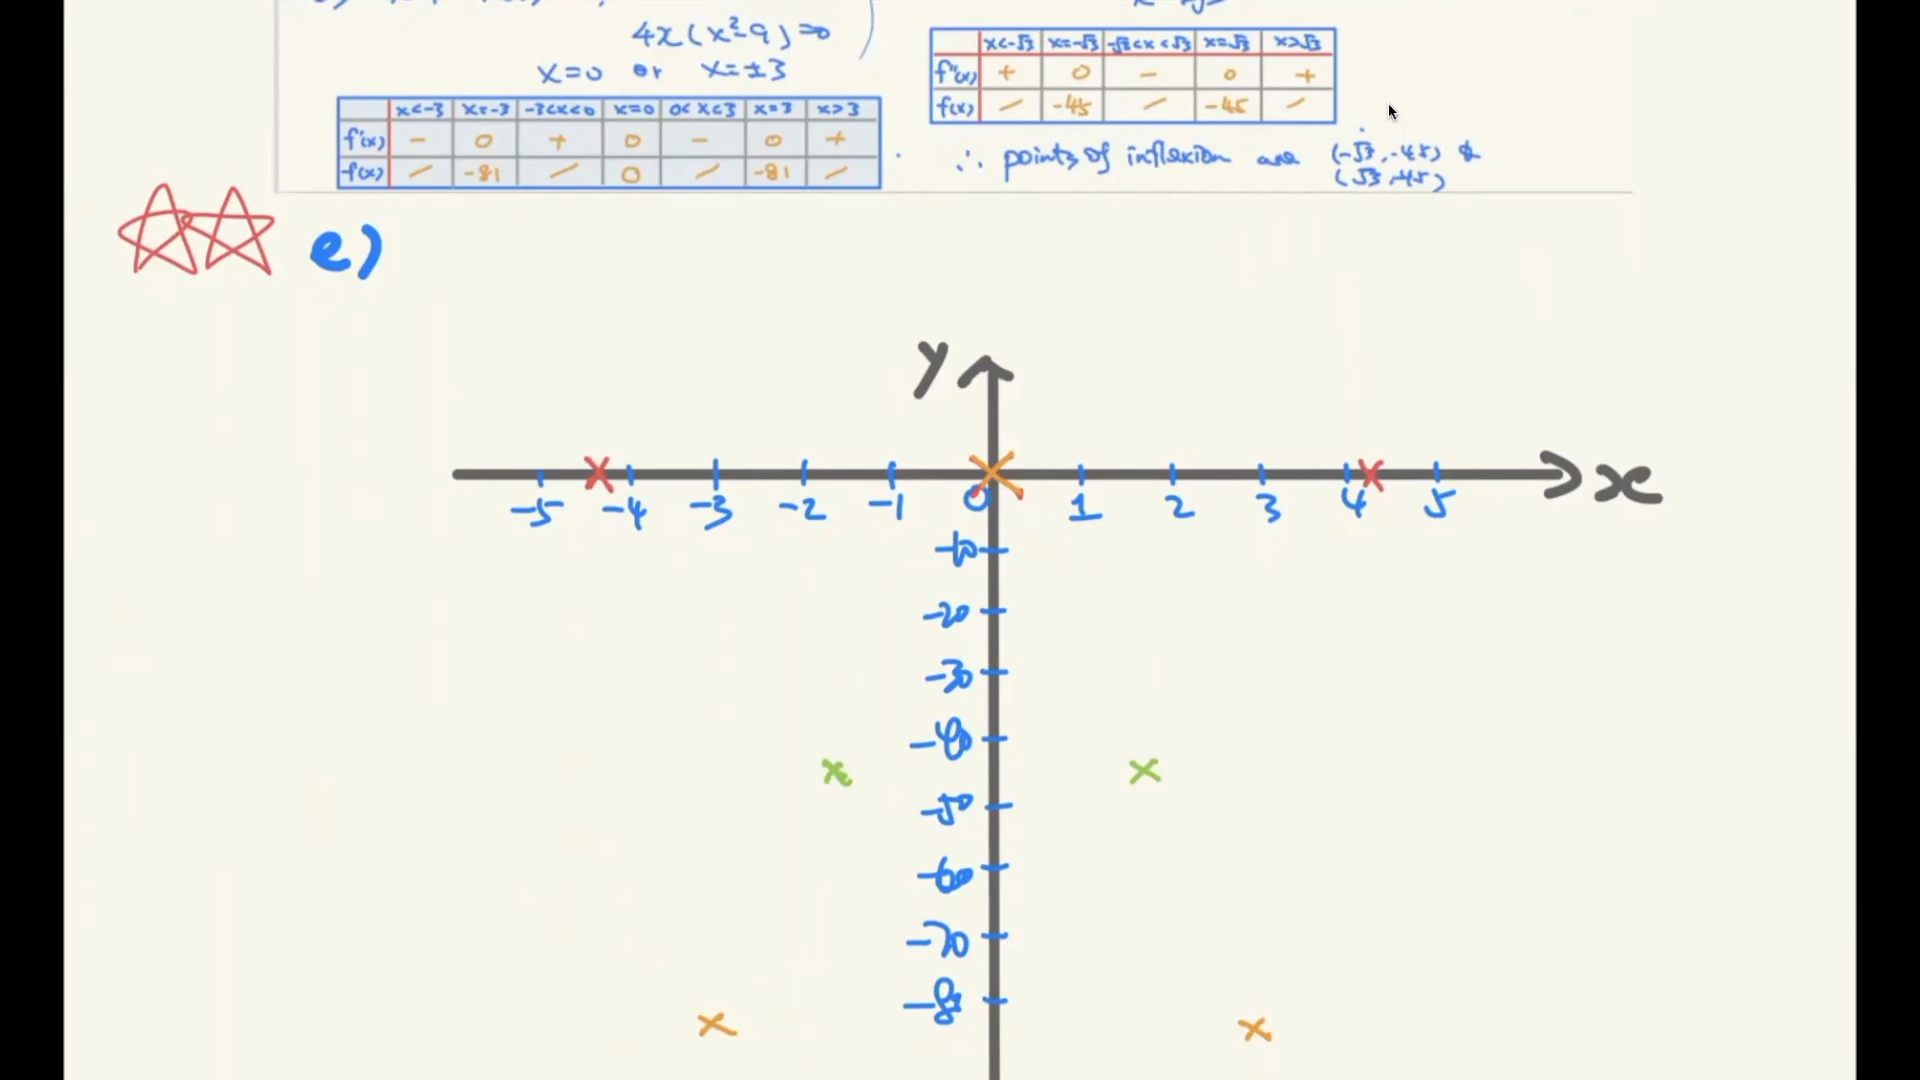 4x(x²-9)=0
x=0 or x=±3
x<-3 x=-3 -3<x<0 x=0 0<x<3 x=3 x>3
f'(x) - 0 + 0 - 0 +
f(x) -81 0 -81
x<-√3 x=-√3 -√3<x<√3 x=√3 x>√3
f''(x) + 0 - 0 +
f(x) -45 -45
∴ points of inflexion are (-√3,-45) &
(√3,-45)
e)
y
x
-5 -4 -3 -2 -1 0 1 2 3 4 5
-10
-20
-30
-40
-50
-60
-70